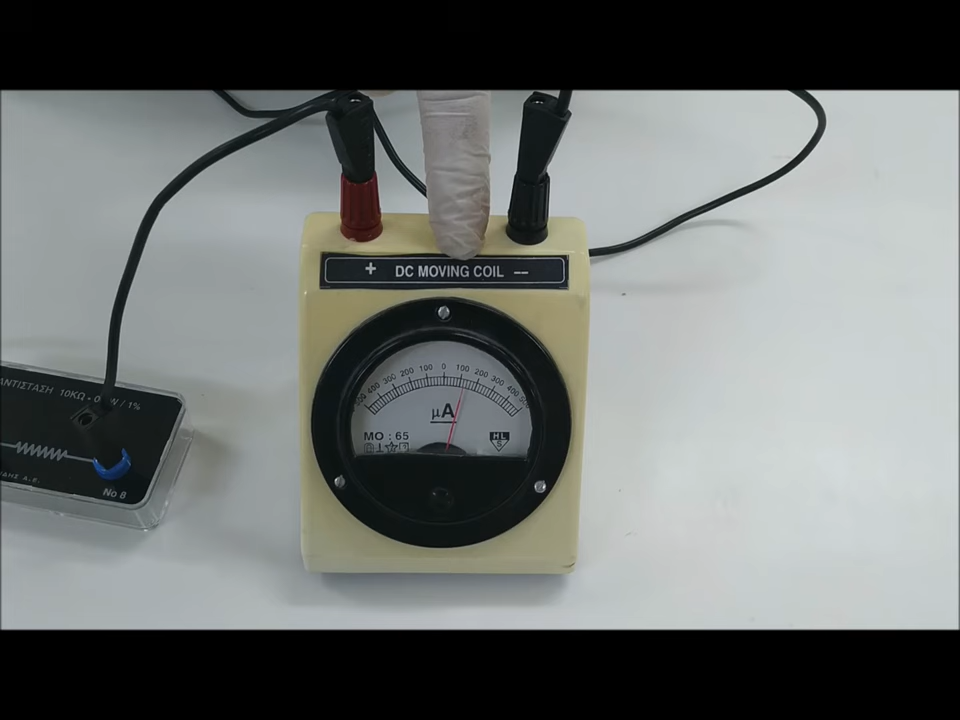 + DC MOVING COIL —
500 400 300 200 100 0 100 200 300 400 500
µA
MO : 65
HL
S
ΑΝΤΙΣΤΑΣΗ 10ΚΩ
W / 1%
Α.Ε.
No 8